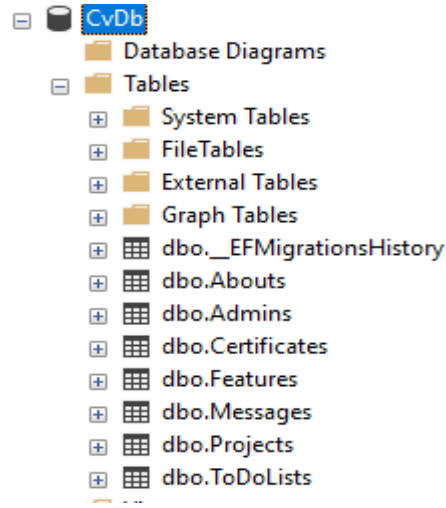 CvDb
Database Diagrams
Tables
System Tables
FileTables
External Tables
Graph Tables
dbo.__EFMigrationsHistory
dbo.Abouts
dbo.Admins
dbo.Certificates
dbo.Features
dbo.Messages
dbo.Projects
dbo.ToDoLists